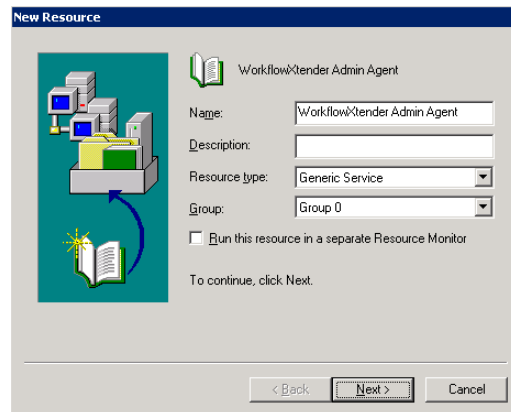 New Resource
WorkflowXtender Admin Agent
Name: WorkflowXtender Admin Agent
Description:
Resource type: Generic Service
Group: Group 0
Run this resource in a separate Resource Monitor
To continue, click Next.
< Back Next > Cancel